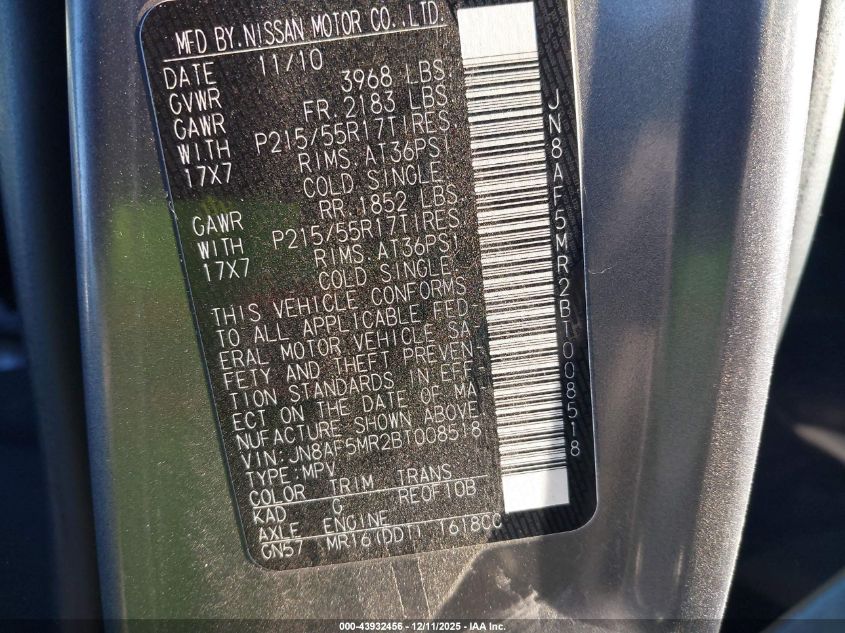 MFD BY.NISSAN MOTOR CO.,LTD.
DATE 11/10
GVWR 3968 LBS.
GAWR FR. 2183 LBS.
WITH P215/55R17TIRES
17X7 RIMS AT36PSI
COLD SINGLE
GAWR RR. 1852 LBS.
WITH P215/55R17TIRES
17X7 RIMS AT36PSI
COLD SINGLE
THIS VEHICLE CONFORMS
TO ALL APPLICABLE FED
ERAL MOTOR VEHICLE SA-
FETY AND THEFT PREVEN-
TION STANDARDS IN EFF-
ECT ON THE DATE OF MA-
NUFACTURE SHOWN ABOVE!
VIN: JN8AF5MR2BT008518
TYPE:MPV
COLOR TRIM TRANS
KAD G RE0F10B
AXLE ENGINE
GN57 MR16(DDT) 1618CC
JN8AF5MR2BT008518
000-43932456 - 12/11/2025 - IAA Inc.